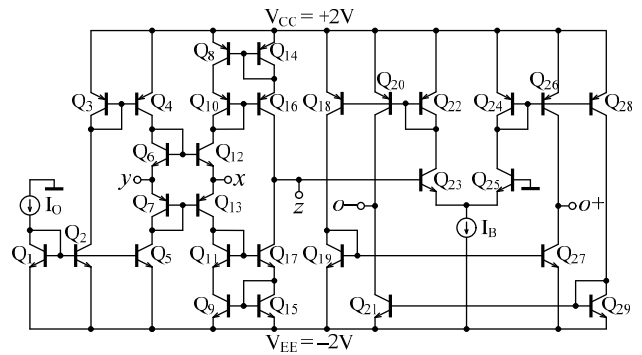 V_CC = +2V
Q_8 Q_14
Q_3 Q_4 Q_10 Q_16 Q_18 Q_20 Q_22 Q_24 Q_26 Q_28
Q_6 Q_12
y x
Q_23 Q_25
I_O Q_7 Q_13 z o− o+
Q_2 I_B
Q_1 Q_5 Q_11 Q_17 Q_19 Q_27
Q_9 Q_15 Q_21 Q_29
V_EE = −2V